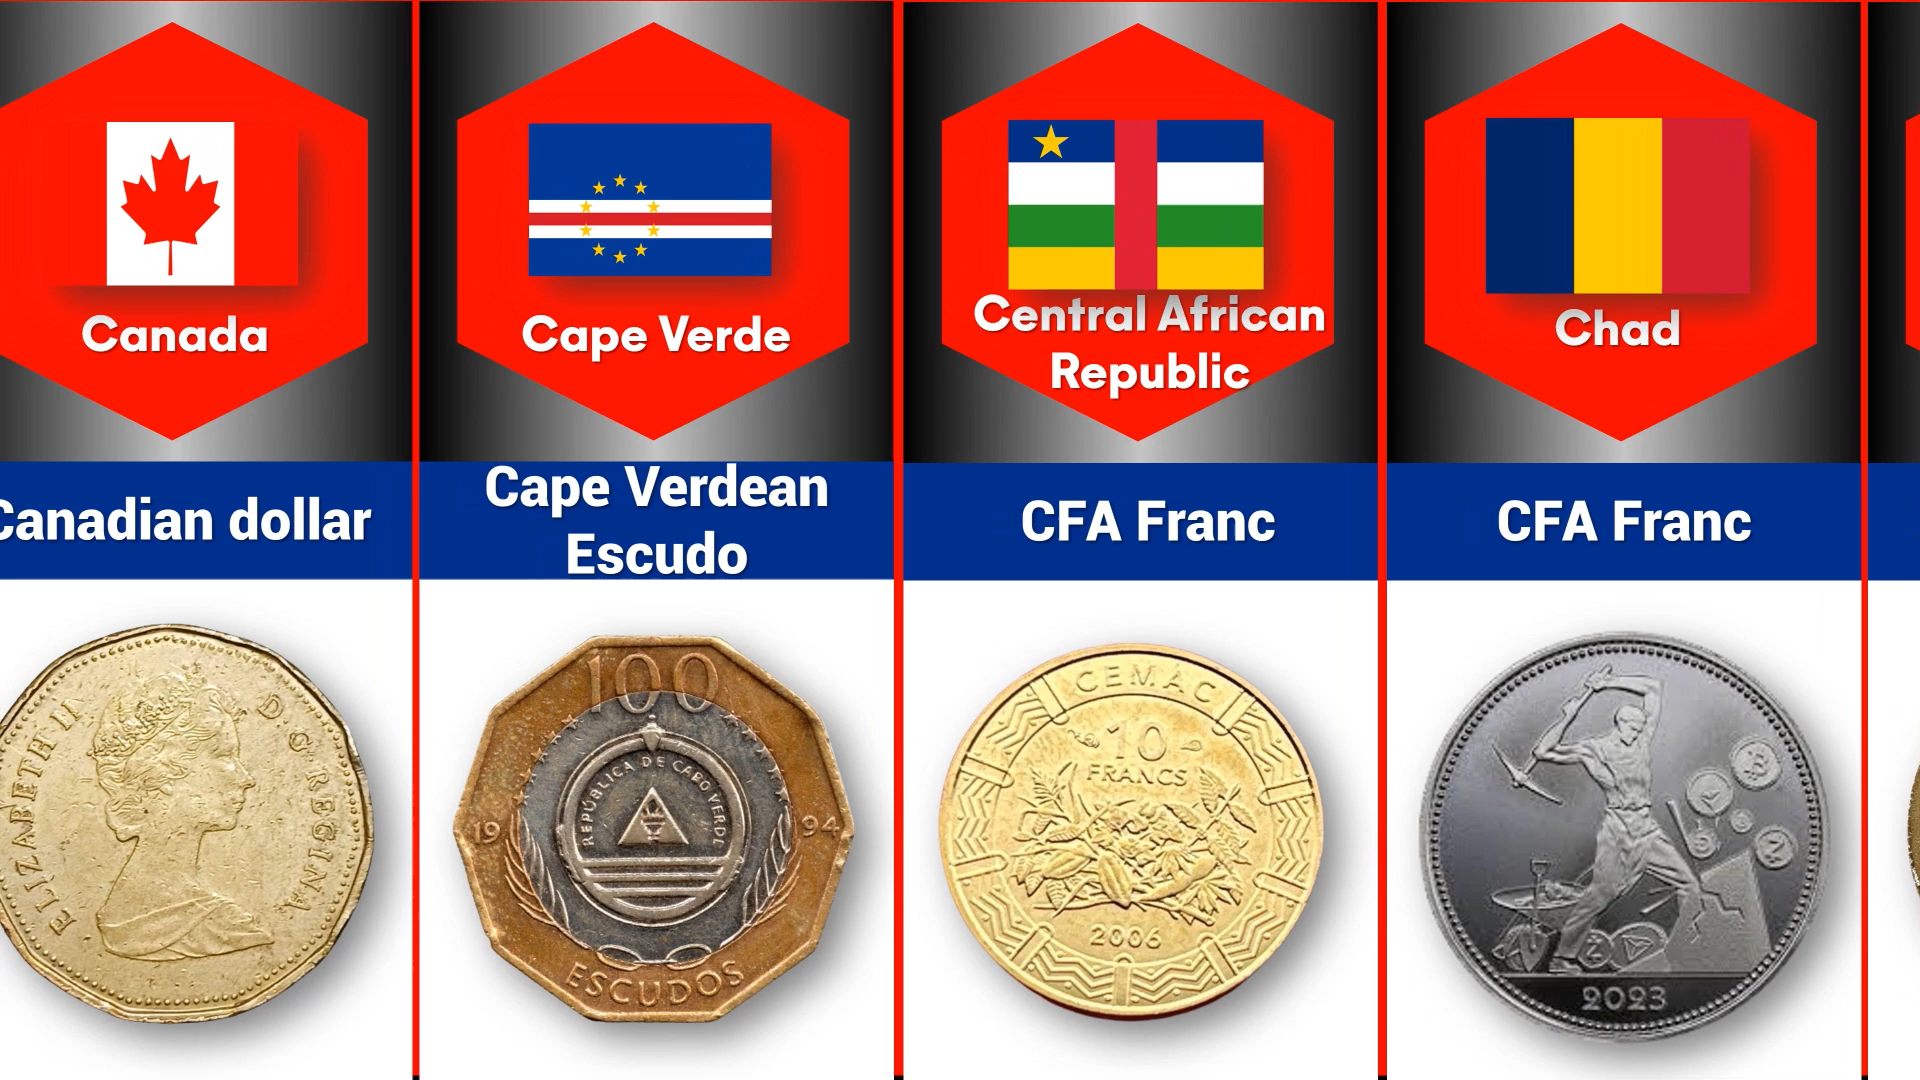 Canada
Cape Verde
Central African
Republic
Chad
Canadian dollar
Cape Verdean
Escudo
CFA Franc
CFA Franc
ELIZABETH II D. G. REGINA
100
REPÚBLICA DE CABO VERDE
19 94
ESCUDOS
CEMAC
10
FRANCS
2006
2023